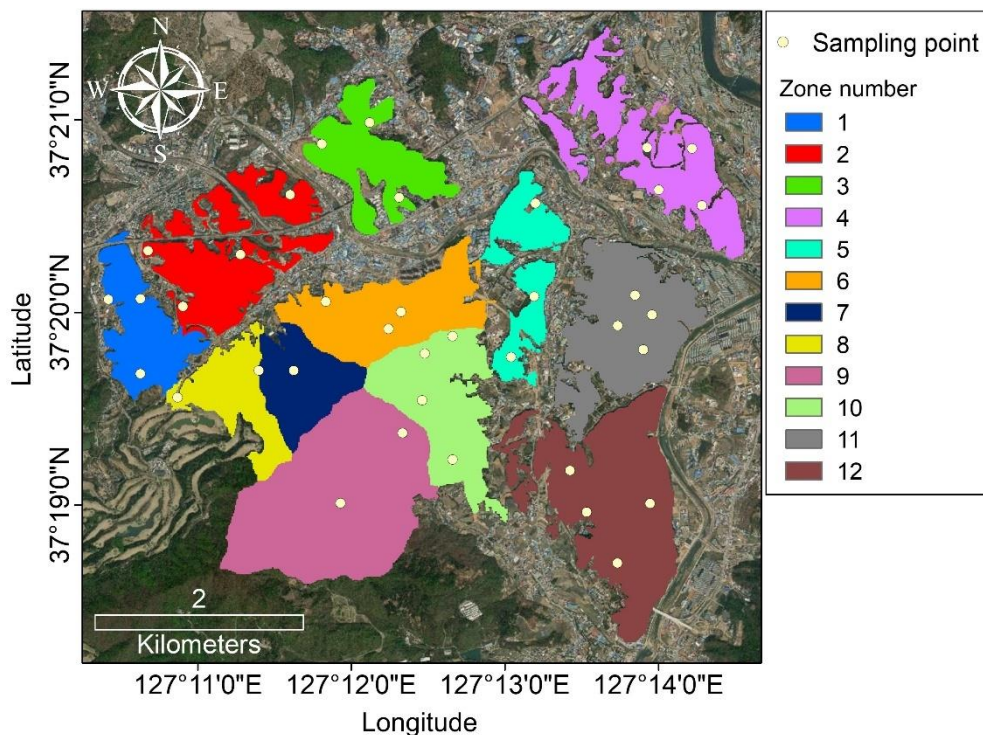 N
W
E
S
Sampling point
Zone number
1
2
3
4
5
6
7
8
9
10
11
12
37°21'0"N
37°20'0"N
37°19'0"N
Latitude
2
Kilometers
127°11'0"E
127°12'0"E
127°13'0"E
127°14'0"E
Longitude